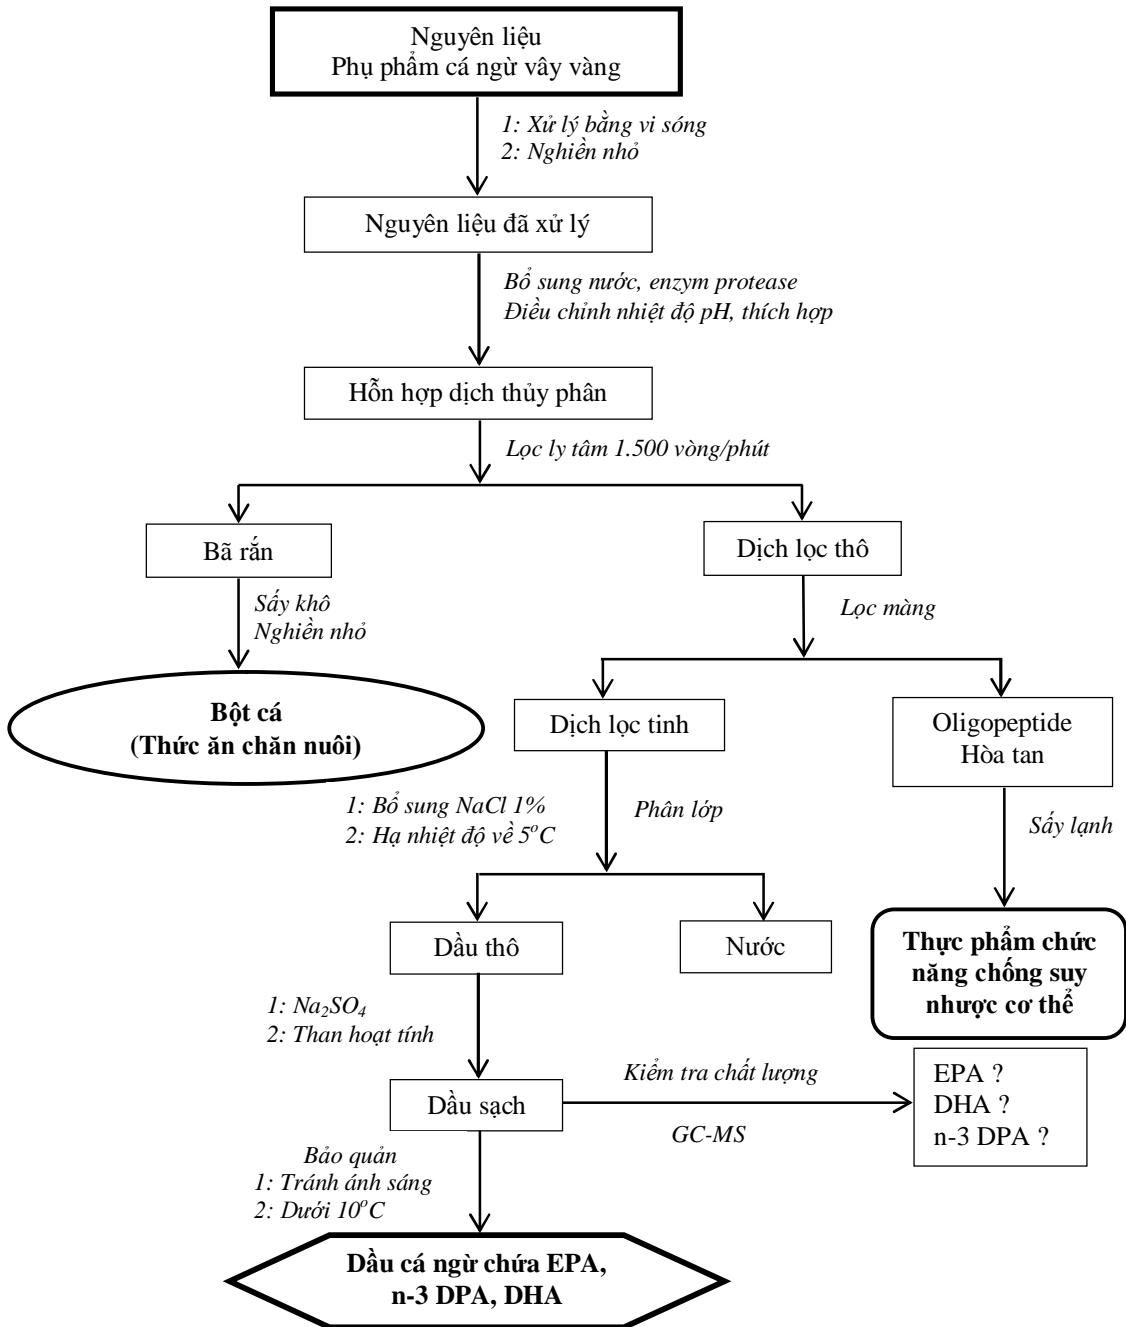 Nguyên liệu
Phụ phẩm cá ngừ vây vàng
1: Xử lý bằng vi sóng
2: Nghiền nhỏ
Nguyên liệu đã xử lý
Bổ sung nước, enzym protease
Điều chỉnh nhiệt độ pH, thích hợp
Hỗn hợp dịch thủy phân
Lọc ly tâm 1.500 vòng/phút
Bã rắn
Dịch lọc thô
Sấy khô
Nghiền nhỏ
Lọc màng
Bột cá
(Thức ăn chăn nuôi)
Dịch lọc tinh
Oligopeptide
Hòa tan
1: Bổ sung NaCl 1%
2: Hạ nhiệt độ về 5°C
Phân lớp
Sấy lạnh
Dầu thô
Nước
Thực phẩm chức
năng chống suy
nhược cơ thể
1: Na₂SO₄
2: Than hoạt tính
Dầu sạch
Kiểm tra chất lượng
GC-MS
EPA ?
DHA ?
n-3 DPA ?
Bảo quản
1: Tránh ánh sáng
2: Dưới 10°C
Dầu cá ngừ chứa EPA,
n-3 DPA, DHA